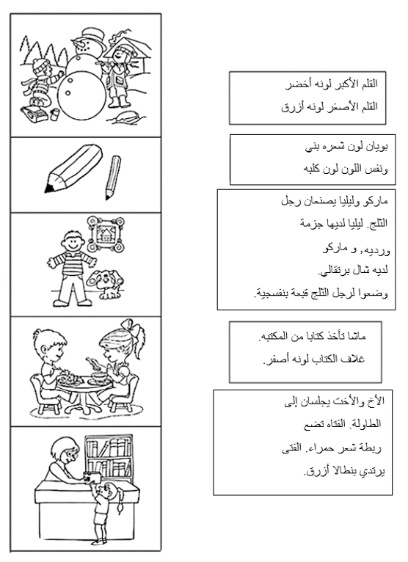 القلم الأكبر لونه أخضر
القلم الأصغر لونه أزرق
بويان لون شعره بني
ونفس اللون لون كلبه
ماركو وليليا يصنعان رجل
الثلج. ليليا لديها جزمة
ورديه, و ماركو
لديه شال برتقالي.
وضعوا لرجل الثلج قبعة بنفسجية.
ماشا تأخذ كتابا من المكتبه.
غلاف الكتاب لونه أصفر.
الأخ والأخت يجلسان إلى
الطاولة. الفتاه تضع
ربطة شعر حمراء. الفتى
يرتدي بنطالا أزرق.